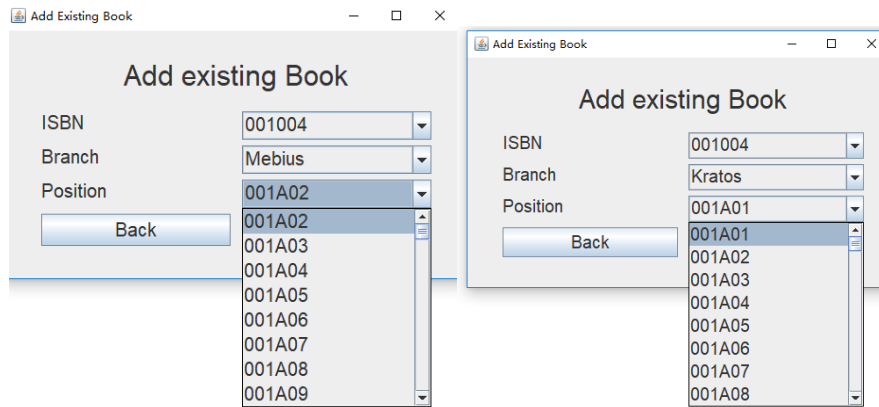 Add Existing Book
Add existing Book
ISBN
001004
Branch
Mebius
Position
001A02
Back
001A02
001A03
001A04
001A05
001A06
001A07
001A08
001A09
Add Existing Book
Add existing Book
ISBN
001004
Branch
Kratos
Position
001A01
Back
001A01
001A02
001A03
001A04
001A05
001A06
001A07
001A08